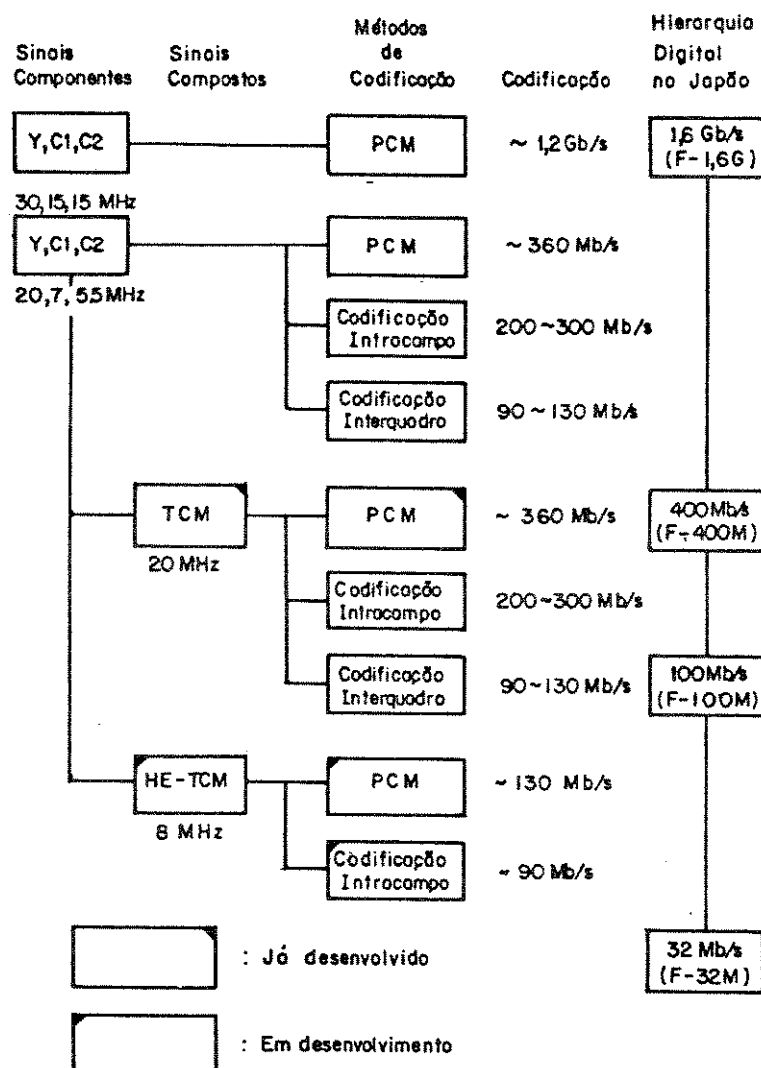 Sinais Componentes
Sinais Compostos
Métodos de Codificação
Codificação
Hierarquia Digital no Japão
Y,C1,C2
PCM
~ 1,2Gb/s
1,6 Gb/s
(F-1,6G)
30,15,15 MHz
Y,C1,C2
PCM
~ 360 Mb/s
20,7, 5.5MHz
Codificação
Intracampo
200~300 Mb/s
Codificação
Interquadro
90~130 Mb/s
TCM
PCM
~ 360 Mb/s
400Mb/s
(F-400M)
20 MHz
Codificação
Intracampo
200~300 Mb/s
Codificação
Interquadro
90~130 Mb/s
100Mb/s
(F-100M)
HE-TCM
PCM
~ 130 Mb/s
8 MHz
Codificação
Intracampo
~ 90 Mb/s
: Já desenvolvido
32 Mb/s
(F-32M)
: Em desenvolvimento